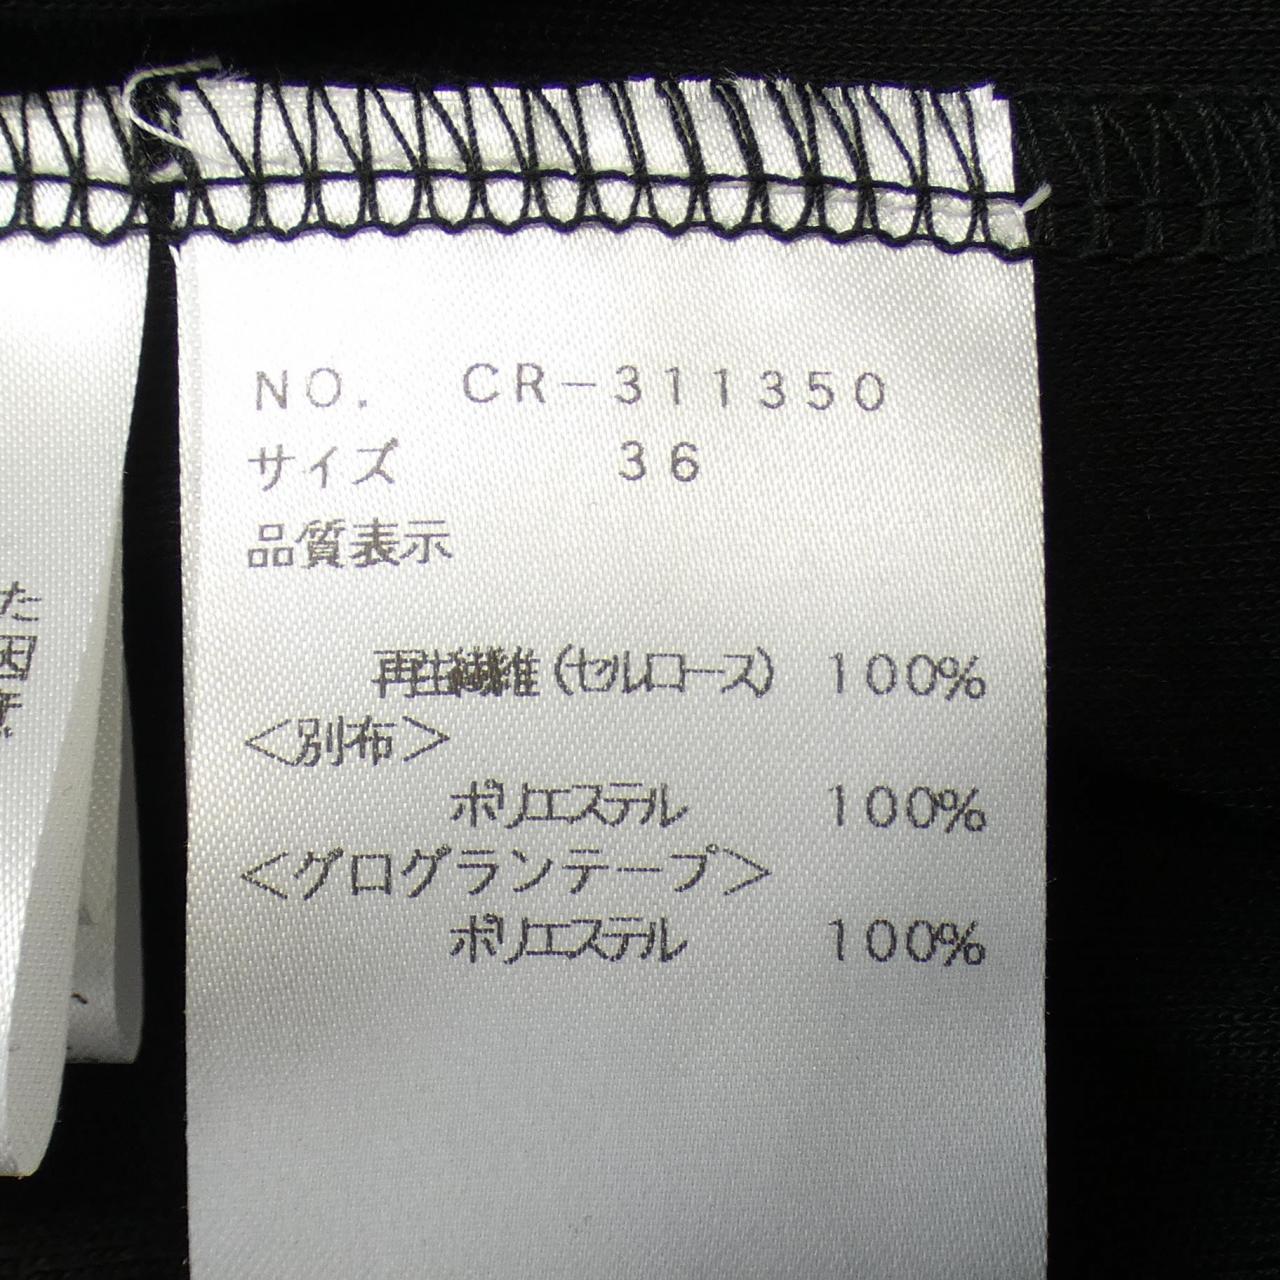 NO. CR-311350
サイズ 36
品質表示
再生繊維(セルロース) 100%
<別布>
ポリエステル 100%
<グログランテープ>
ポリエステル 100%
た
因